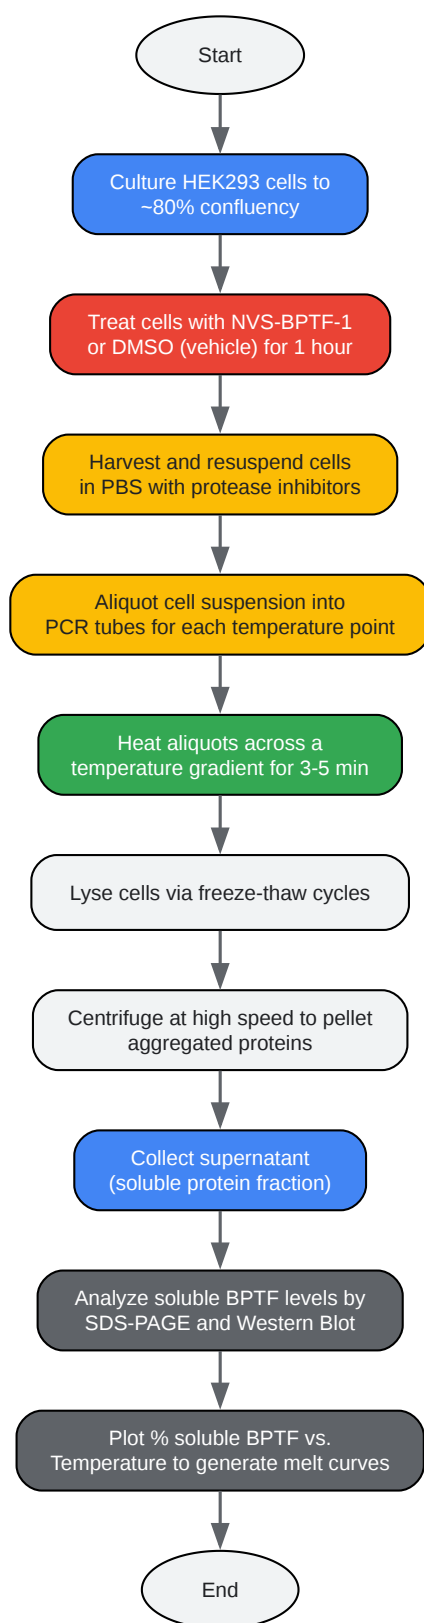 Start
Culture HEK293 cells to
~80% confluency
Treat cells with NVS-BPTF-1
or DMSO (vehicle) for 1 hour
Harvest and resuspend cells
in PBS with protease inhibitors
Aliquot cell suspension into
PCR tubes for each temperature point
Heat aliquots across a
temperature gradient for 3-5 min
Lyse cells via freeze-thaw cycles
Centrifuge at high speed to pellet
aggregated proteins
Collect supernatant
(soluble protein fraction)
Analyze soluble BPTF levels by
SDS-PAGE and Western Blot
Plot % soluble BPTF vs.
Temperature to generate melt curves
End